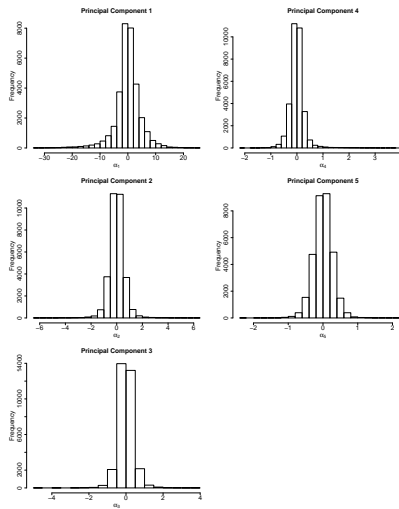 Principal Component 1
Frequency
0 2000 4000 6000 8000
−30 −20 −10 0 10 20
α1
Principal Component 4
Frequency
0 2000 4000 6000 10000
−2 −1 0 1 2 3
α4
Principal Component 2
Frequency
0 2000 4000 6000 10000
−6 −4 −2 0 2 4 6
α2
Principal Component 5
Frequency
0 2000 4000 6000 8000
−2 −1 0 1 2
α5
Principal Component 3
Frequency
0 2000 6000 10000 14000
−4 −2 0 2 4
α3